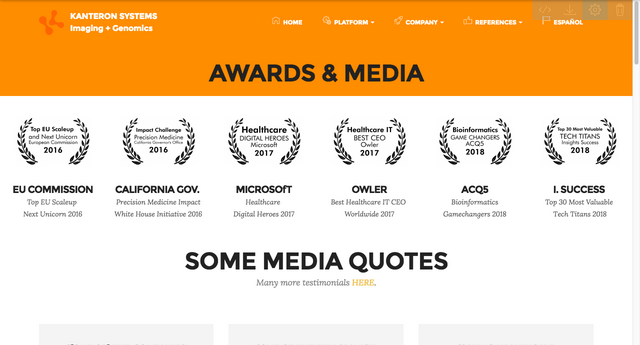 KANTERON SYSTEMS
Imaging + Genomics
HOME
PLATFORM
COMPANY
REFERENCES
ESPAÑOL
AWARDS & MEDIA
Top EU Scaleup
and Next Unicorn
European Commission
2016
Impact Challenge
Precision Medicine
California Governor's Office
2016
Healthcare
DIGITAL HEROES
Microsoft
2017
Healthcare IT
BEST CEO
Owler
2017
Bioinformatics
GAME CHANGERS
ACQ5
2018
Top 30 Most Valuable
TECH TITANS
Insights Success
2018
EU COMMISSION
Top EU Scaleup
Next Unicorn 2016
CALIFORNIA GOV.
Precision Medicine Impact
White House Initiative 2016
MICROSOfT
Healthcare
Digital Heroes 2017
OWLER
Best Healthcare IT CEO
Worldwide 2017
ACQ5
Bioinformatics
Gamechangers 2018
I. SUCCESS
Top 30 Most Valuable
Tech Titans 2018
SOME MEDIA QUOTES
Many more testimonials HERE.